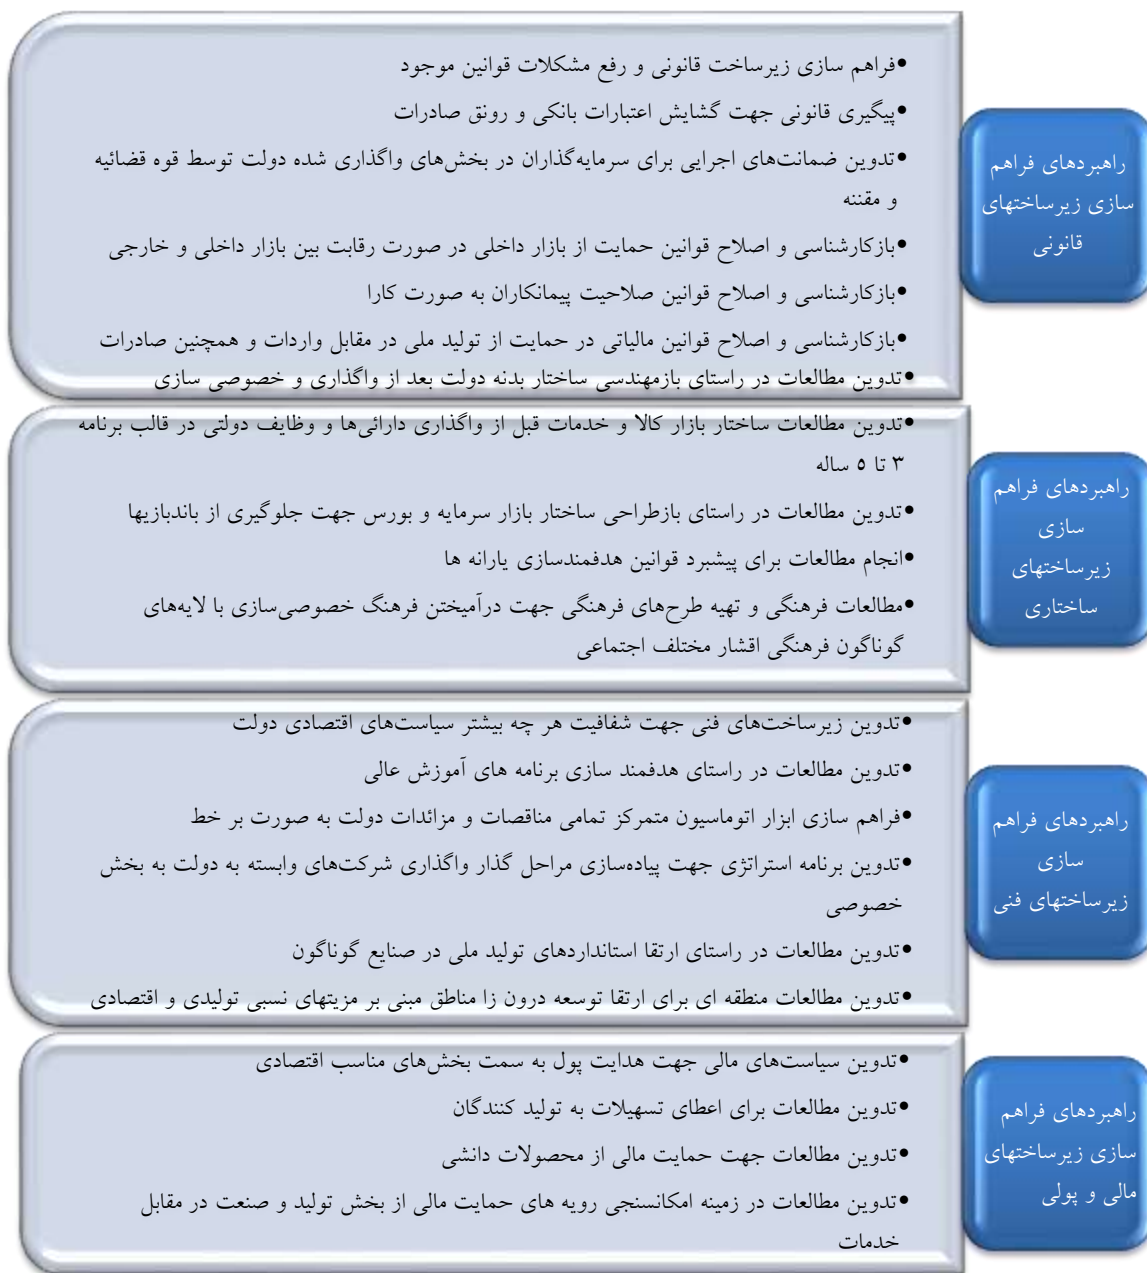 راهبردهای فراهم
سازی زیرساختهای
قانونی
•فراهم سازی زیرساخت قانونی و رفع مشکلات قوانین موجود
•پیگیری قانونی جهت گشایش اعتبارات بانکی و رونق صادرات
•تدوین ضمانت‌های اجرایی برای سرمایه‌گذاران در بخش‌های واگذاری شده دولت توسط قوه قضائیه
و مقننه
•بازکارشناسی و اصلاح قوانین حمایت از بازار داخلی در صورت رقابت بین بازار داخلی و خارجی
•بازکارشناسی و اصلاح قوانین صلاحیت پیمانکاران به صورت کارا
•بازکارشناسی و اصلاح قوانین مالیاتی در حمایت از تولید ملی در مقابل واردات و همچنین صادرات
راهبردهای فراهم
سازی
زیرساختهای
ساختاری
•تدوین مطالعات در راستای بازمهندسی ساختار بدنه دولت بعد از واگذاری و خصوصی سازی
•تدوین مطالعات ساختار بازار کالا و خدمات قبل از واگذاری دارائی‌ها و وظایف دولتی در قالب برنامه
۳ تا ۵ ساله
•تدوین مطالعات در راستای بازطراحی ساختار بازار سرمایه و بورس جهت جلوگیری از باندبازیها
•انجام مطالعات برای پیشبرد قوانین هدفمندسازی یارانه ها
•مطالعات فرهنگی و تهیه طرح‌های فرهنگی جهت درآمیختن فرهنگ خصوصی‌سازی با لایه‌های
گوناگون فرهنگی اقشار مختلف اجتماعی
راهبردهای فراهم
سازی
زیرساختهای فنی
•تدوین زیرساخت‌های فنی جهت شفافیت هر چه بیشتر سیاست‌های اقتصادی دولت
•تدوین مطالعات در راستای هدفمند سازی برنامه های آموزش عالی
•فراهم سازی ابزار اتوماسیون متمرکز تمامی مناقصات و مزائدات دولت به صورت بر خط
•تدوین برنامه استراتژی جهت پیاده‌سازی مراحل گذار واگذاری شرکت‌های وابسته به دولت به بخش
خصوصی
•تدوین مطالعات در راستای ارتقا استانداردهای تولید ملی در صنایع گوناگون
•تدوین مطالعات منطقه ای برای ارتقا توسعه درون زا مناطق مبنی بر مزیتهای نسبی تولیدی و اقتصادی
راهبردهای فراهم
سازی زیرساختهای
مالی و پولی
•تدوین سیاست‌های مالی جهت هدایت پول به سمت بخش‌های مناسب اقتصادی
•تدوین مطالعات برای اعطای تسهیلات به تولید کنندگان
•تدوین مطالعات جهت حمایت مالی از محصولات دانشی
•تدوین مطالعات در زمینه امکانسنجی رویه های حمایت مالی از بخش تولید و صنعت در مقابل
خدمات